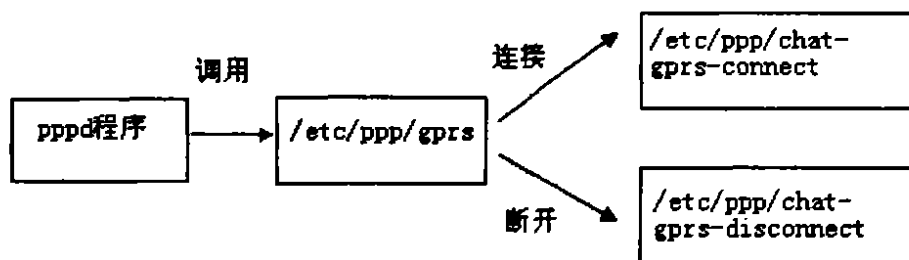 pppd程序
调用
/etc/ppp/gprs
连接
/etc/ppp/chat-
gprs-connect
断开
/etc/ppp/chat-
gprs-disconnect